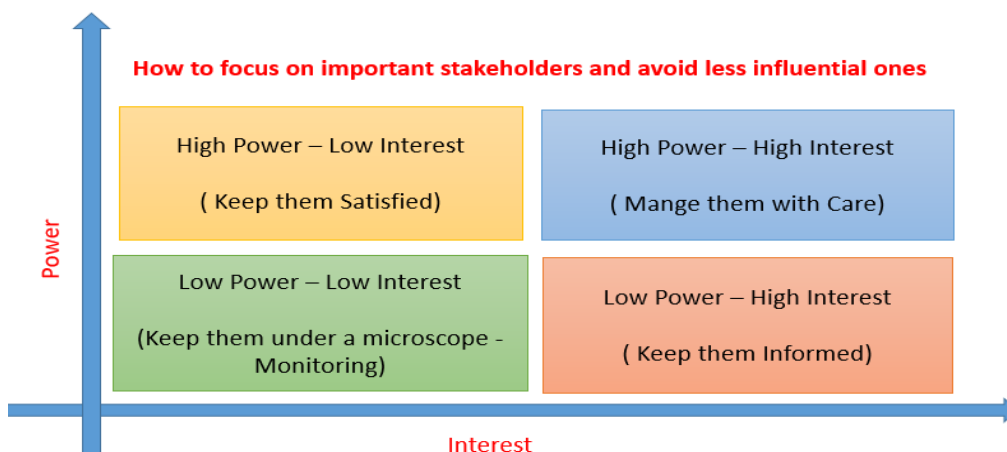 How to focus on important stakeholders and avoid less influential ones
High Power – Low Interest
( Keep them Satisfied)
High Power – High Interest
( Mange them with Care)
Power
Low Power – Low Interest
(Keep them under a microscope -
Monitoring)
Low Power – High Interest
( Keep them Informed)
Interest